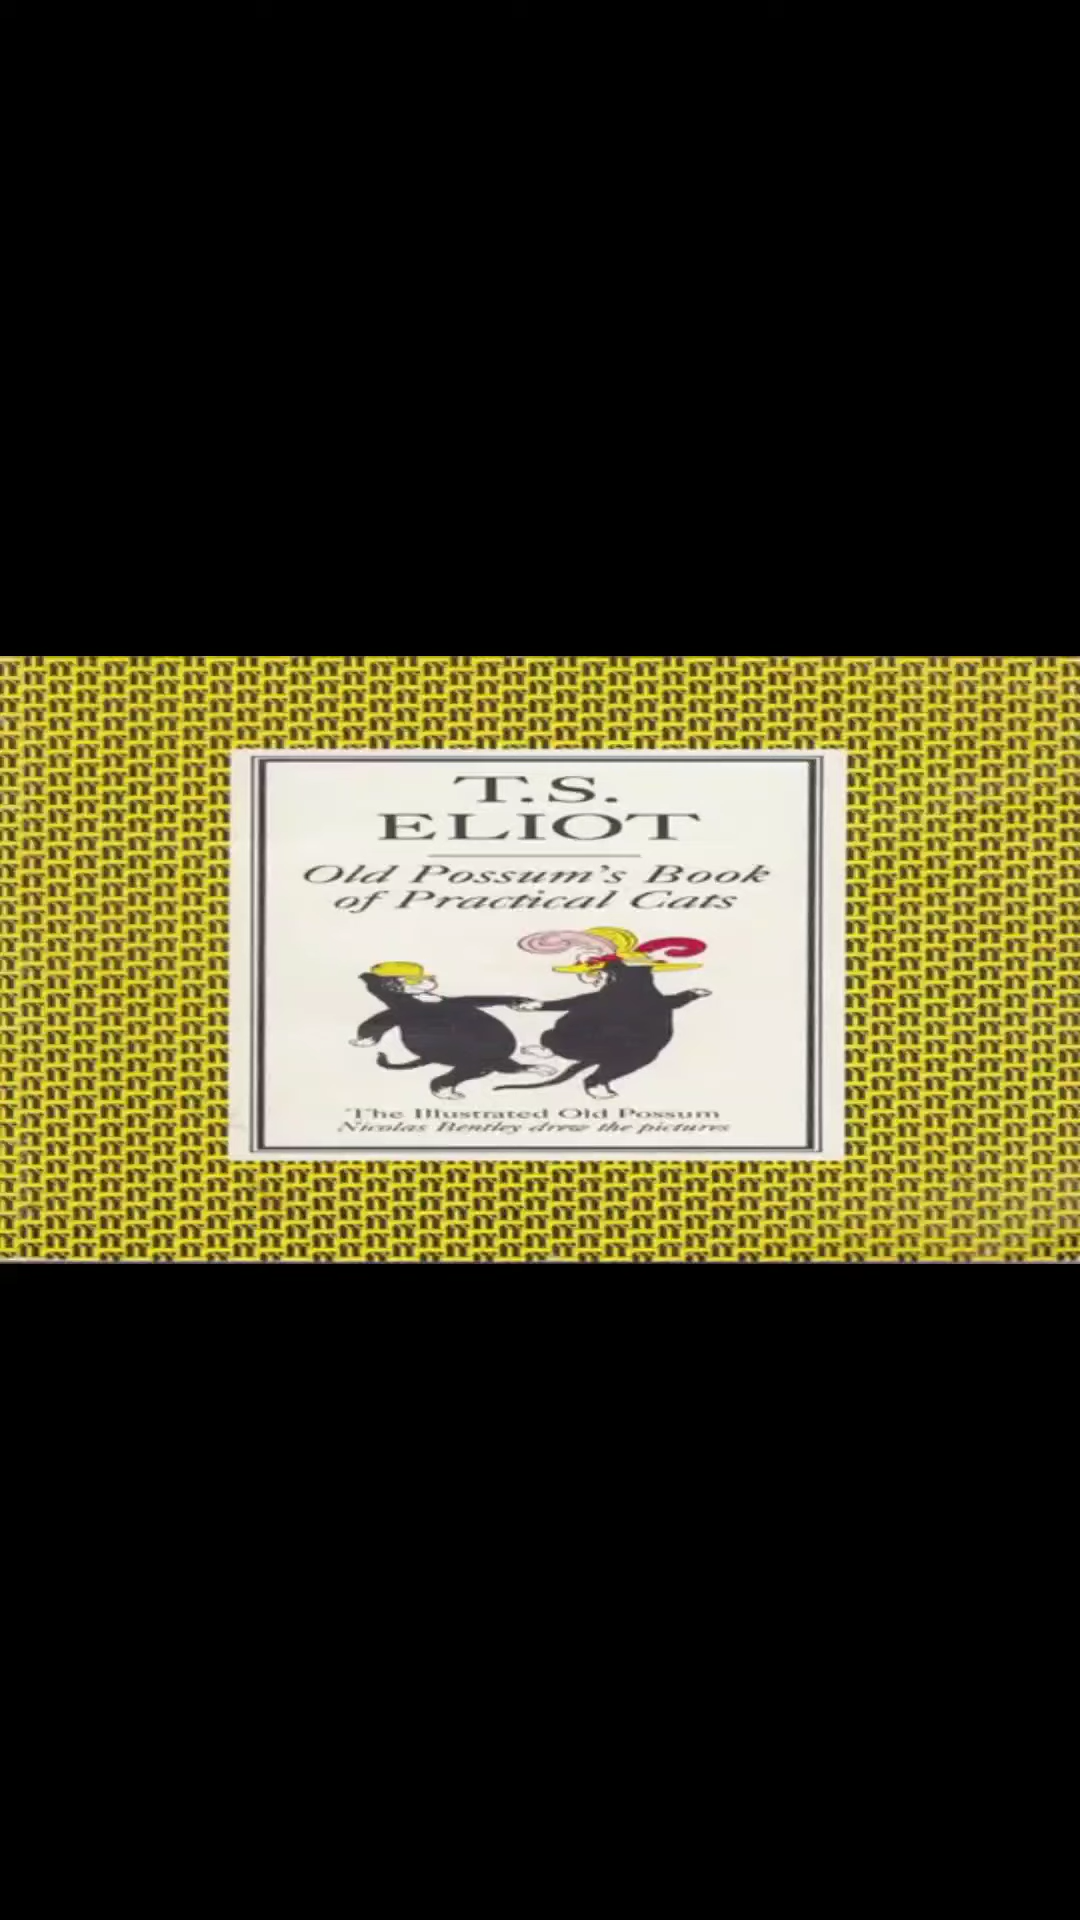 T.S.
ELIOT
Old Possum's Book
of Practical Cats
The Illustrated Old Possum
Nicolas Bentley drew the pictures